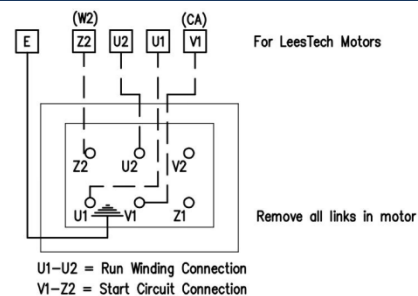 (W2) (CA)
E Z2 U2 U1 V1 For LeesTech Motors
Z2 U2 V2
U1 V1 Z1
Remove all links in motor
U1-U2 = Run Winding Connection
V1-Z2 = Start Circuit Connection